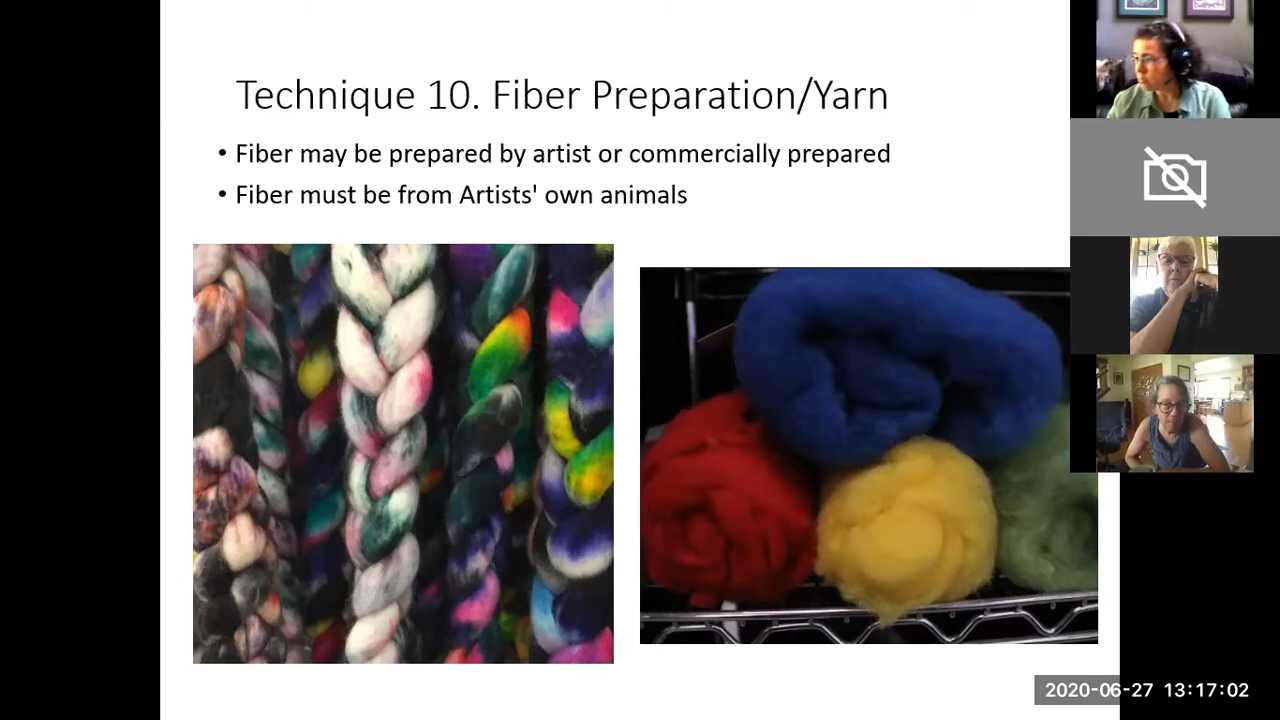 Technique 10. Fiber Preparation/Yarn
• Fiber may be prepared by artist or commercially prepared
• Fiber must be from Artists' own animals
2020-06-27 13:17:02